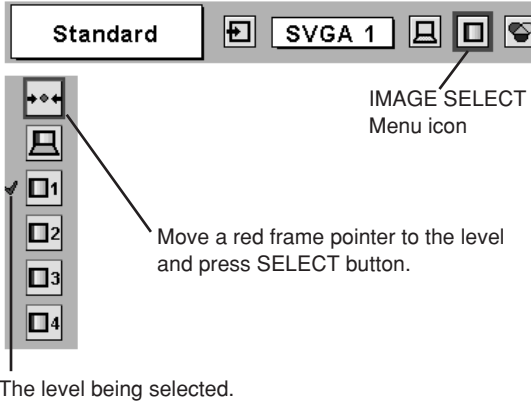 Standard
SVGA 1
IMAGE SELECT
Menu icon
1
2
3
4
Move a red frame pointer to the level
and press SELECT button.
The level being selected.